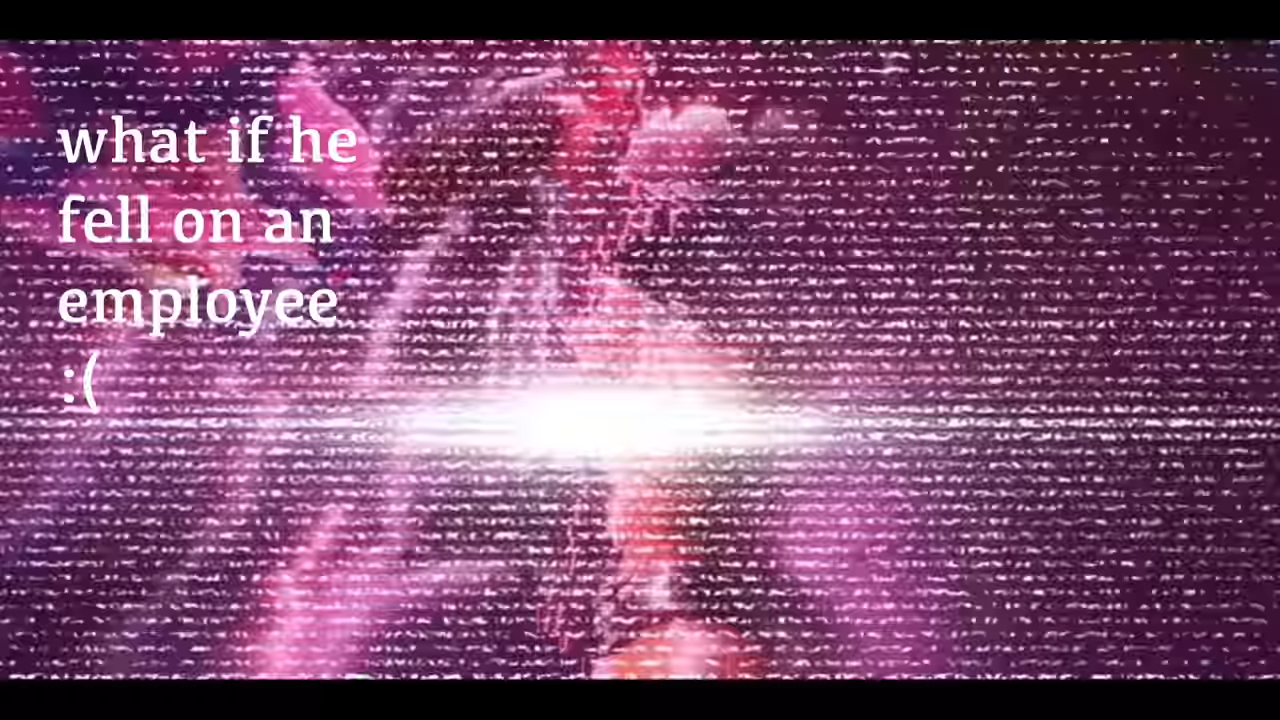 what if he
fell on an
employee
:(